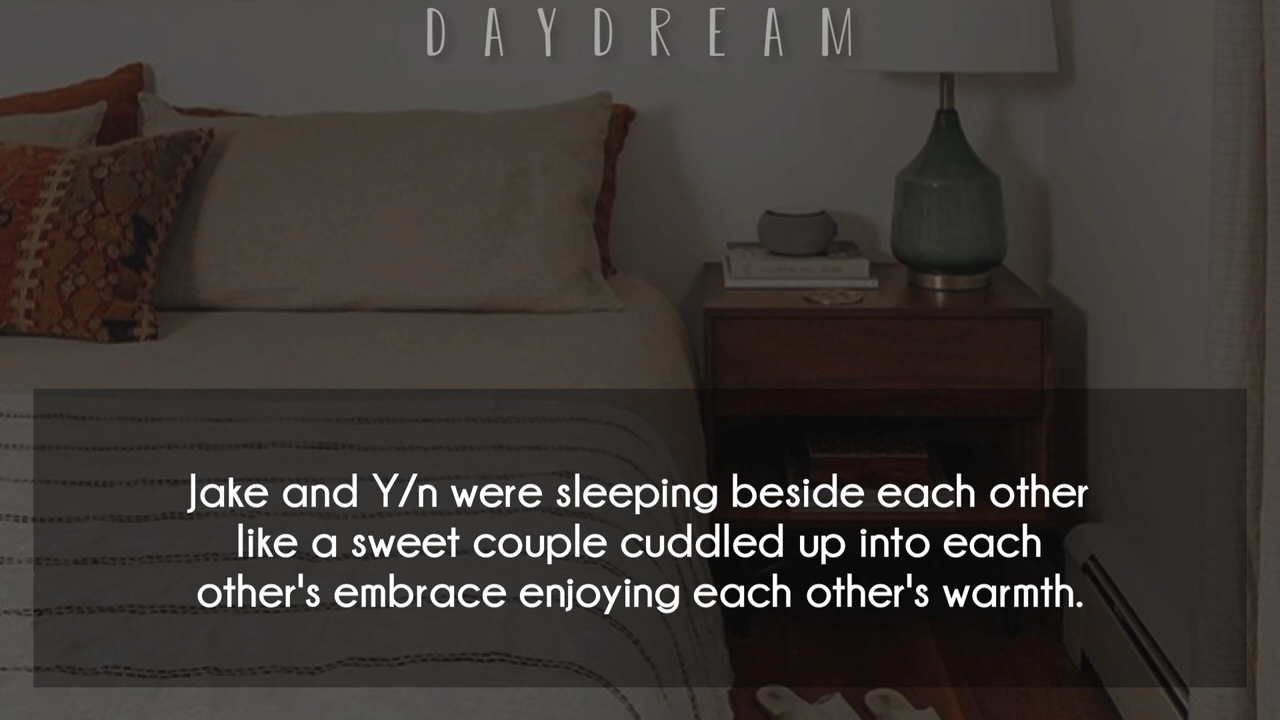 DAYDREAM
Jake and Y/n were sleeping beside each other
like a sweet couple cuddled up into each
other's embrace enjoying each other's warmth.